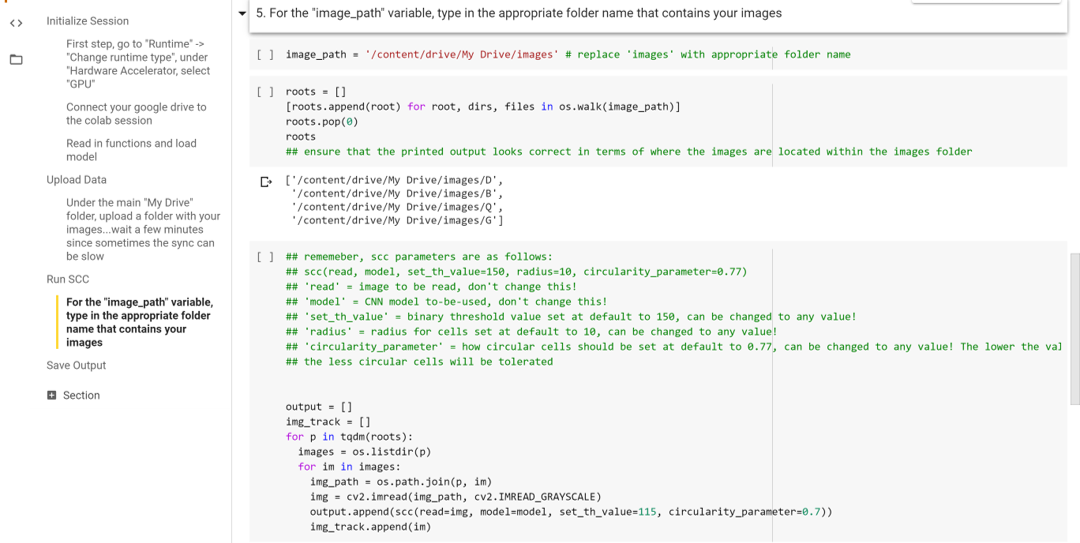 Initialize Session
First step, go to "Runtime" ->
"Change runtime type", under
"Hardware Accelerator, select
"GPU"
Connect your google drive to
the colab session
Read in functions and load
model
Upload Data
Under the main "My Drive"
folder, upload a folder with your
images...wait a few minutes
since sometimes the sync can
be slow
Run SCC
For the "image_path" variable,
type in the appropriate folder
name that contains your
images
Save Output
Section
5. For the "image_path" variable, type in the appropriate folder name that contains your images
[ ] image_path = '/content/drive/My Drive/images' # replace 'images' with appropriate folder name
[ ] roots = []
[roots.append(root) for root, dirs, files in os.walk(image_path)]
roots.pop(0)
roots
## ensure that the printed output looks correct in terms of where the images are located within the images folder
['/content/drive/My Drive/images/D',
'/content/drive/My Drive/images/B',
'/content/drive/My Drive/images/Q',
'/content/drive/My Drive/images/G']
[ ] ## rememeber, scc parameters are as follows:
## scc(read, model, set_th_value=150, radius=10, circularity_parameter=0.77)
## 'read' = image to be read, don't change this!
## 'model' = CNN model to-be-used, don't change this!
## 'set_th_value' = binary threshold value set at default to 150, can be changed to any value!
## 'radius' = radius for cells set at default to 10, can be changed to any value!
## 'circularity_parameter' = how circular cells should be set at default to 0.77, can be changed to any value! The lower the val
## the less circular cells will be tolerated
output = []
img_track = []
for p in tqdm(roots):
images = os.listdir(p)
for im in images:
img_path = os.path.join(p, im)
img = cv2.imread(img_path, cv2.IMREAD_GRAYSCALE)
output.append(scc(read=img, model=model, set_th_value=115, circularity_parameter=0.7))
img_track.append(im)